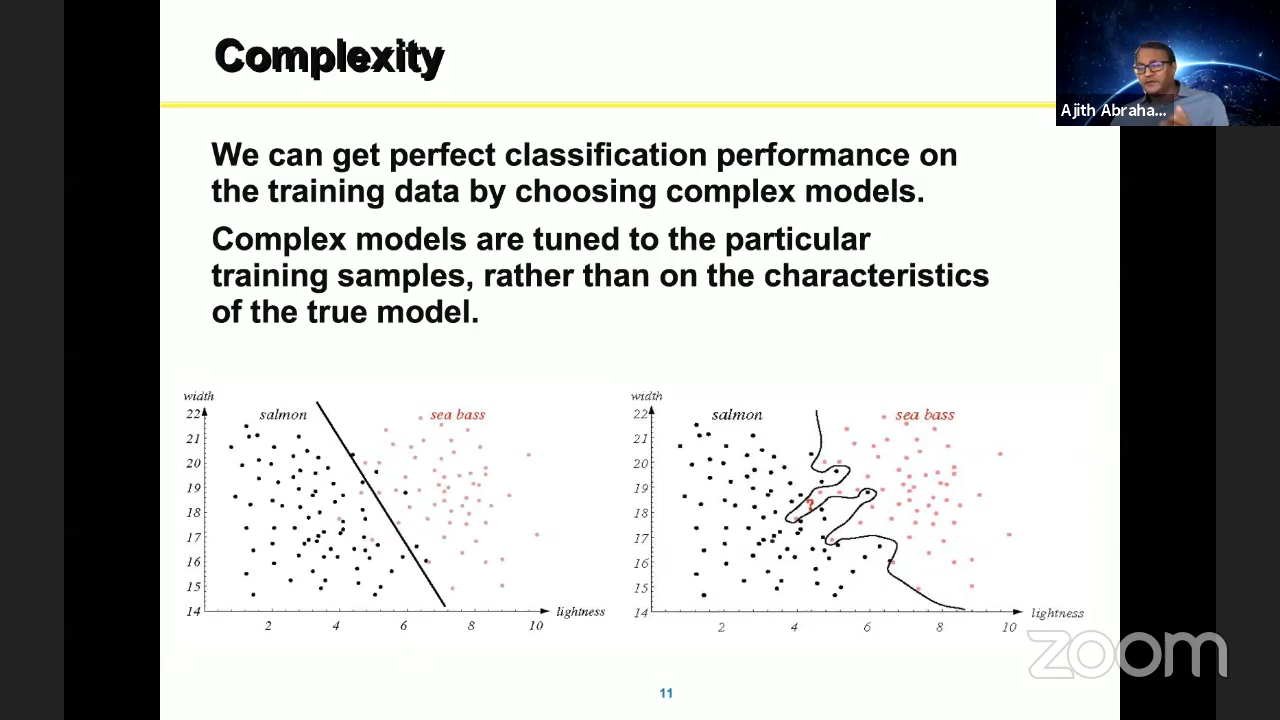 Complexity
Ajith Abraha...
We can get perfect classification performance on
the training data by choosing complex models.
Complex models are tuned to the particular
training samples, rather than on the characteristics
of the true model.
width
22
21
20
19
18
17
16
15
14
salmon
sea bass
2
4
6
8
10
lightness
width
22
21
20
19
18
17
16
15
14
salmon
sea bass
?
2
4
6
8
10
lightness
zoom
11